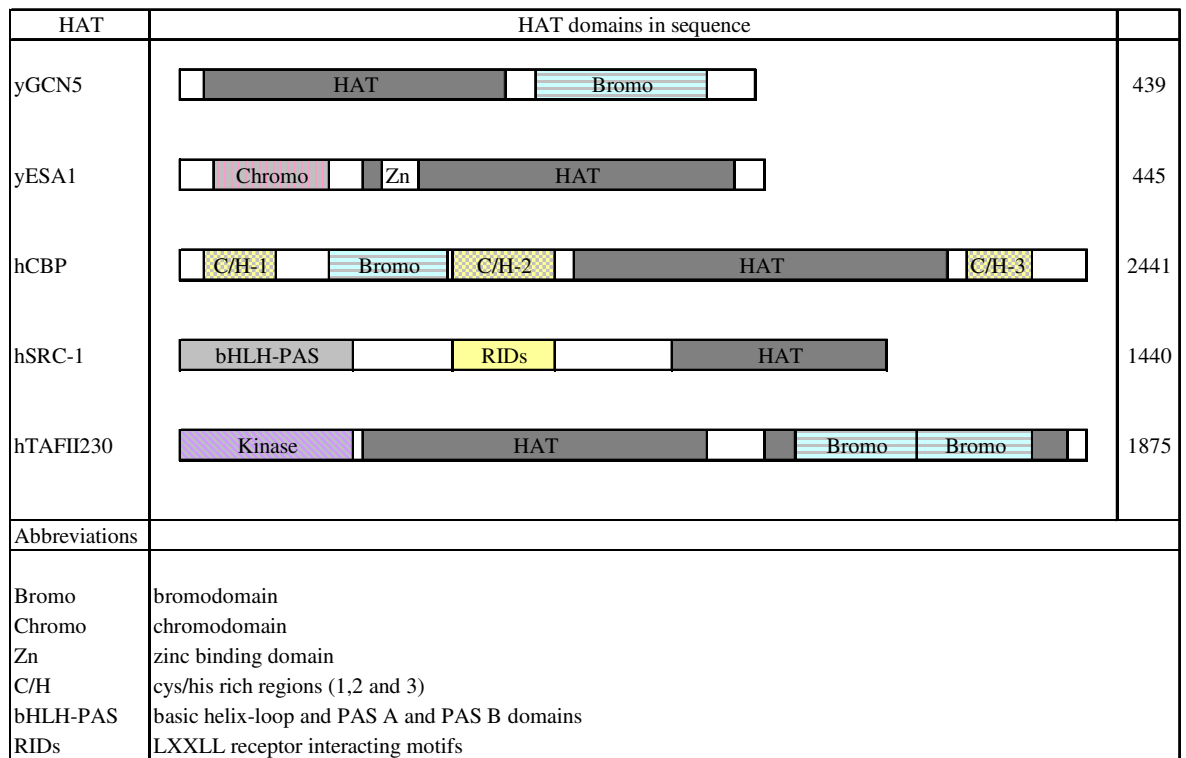 HAT HAT domains in sequence
yGCN5 HAT Bromo 439
yESA1 Chromo Zn HAT 445
hCBP C/H-1 Bromo C/H-2 HAT C/H-3 2441
hSRC-1 bHLH-PAS RIDs HAT 1440
hTAFII230 Kinase HAT Bromo Bromo 1875
Abbreviations
Bromo bromodomain
Chromo chromodomain
Zn zinc binding domain
C/H cys/his rich regions (1,2 and 3)
bHLH-PAS basic helix-loop and PAS A and PAS B domains
RIDs LXXLL receptor interacting motifs